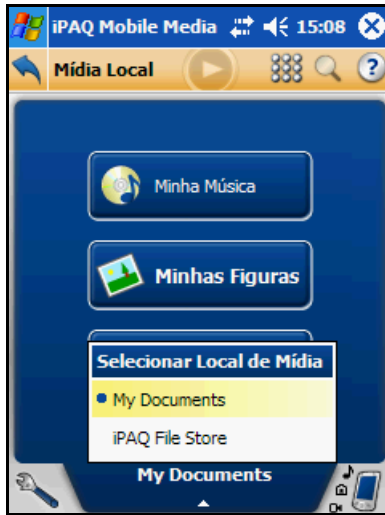 iPAQ Mobile Media 15:08
Mídia Local
?
Minha Música
Minhas Figuras
Selecionar Local de Mídia
My Documents
iPAQ File Store
My Documents